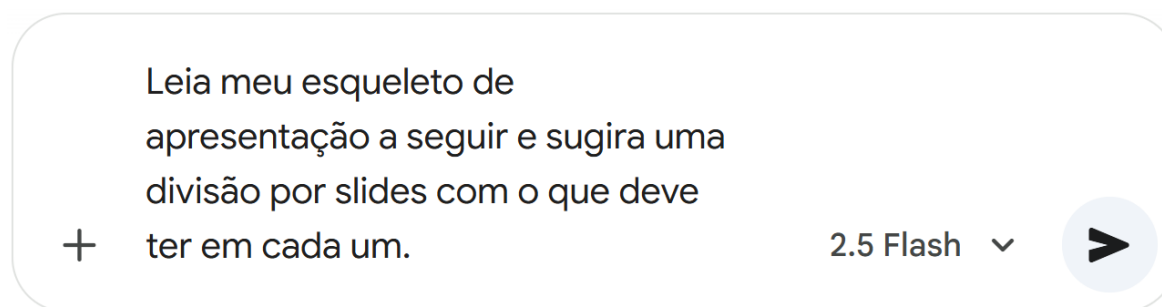 Leia meu esqueleto de
apresentação a seguir e sugira uma
divisão por slides com o que deve
ter em cada um.
2.5 Flash